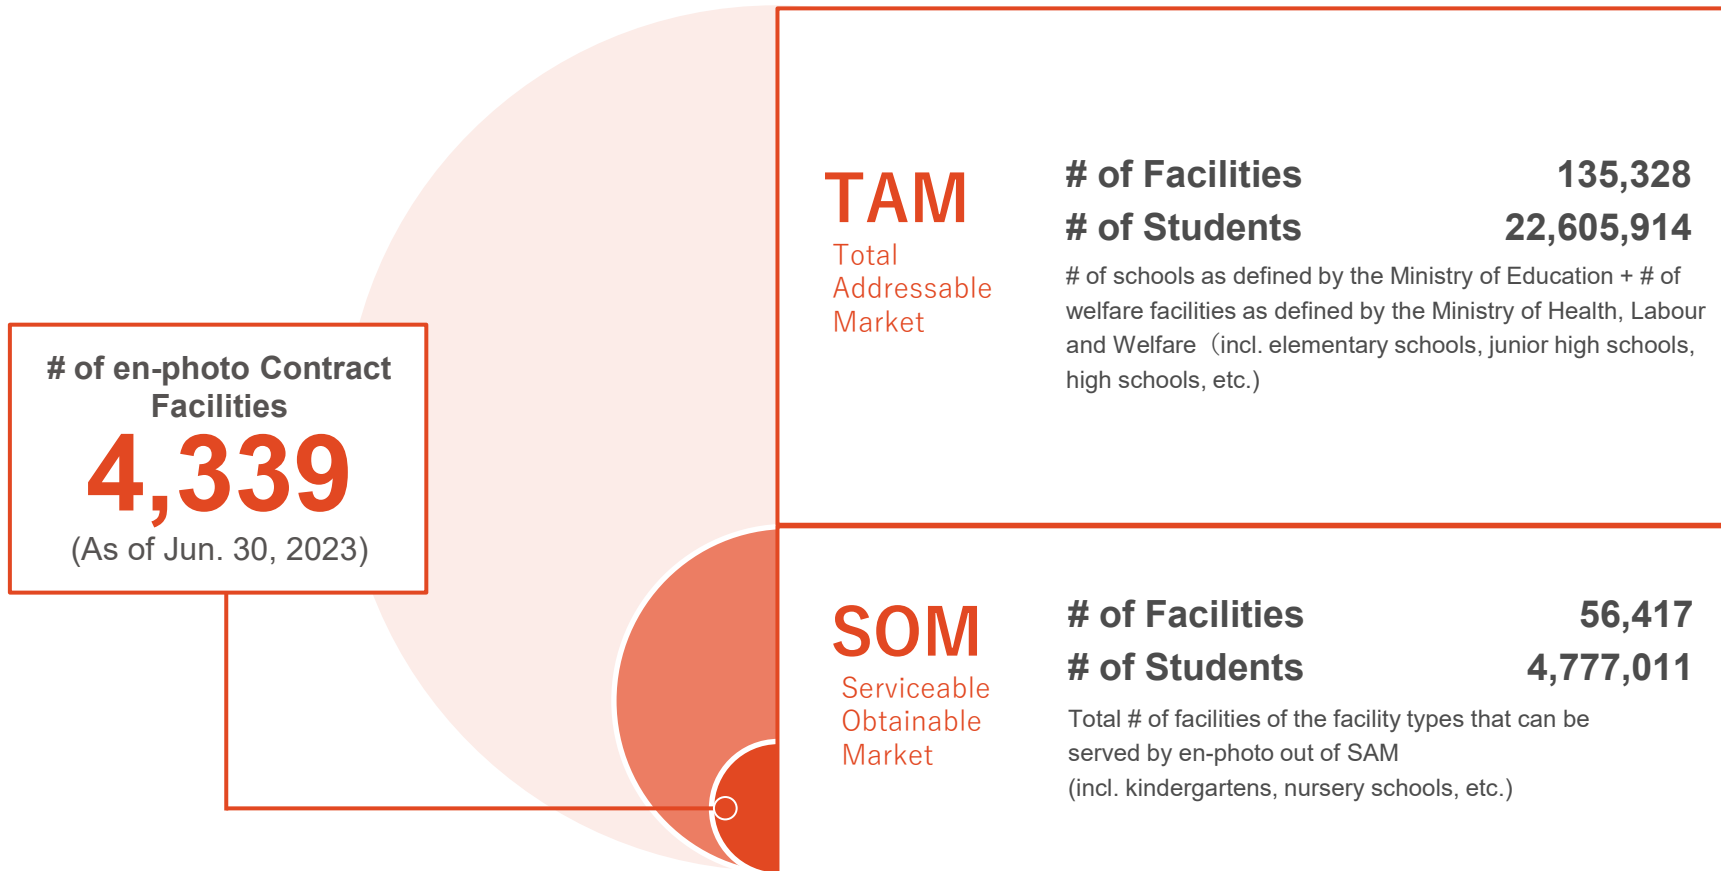 # of en-photo Contract
Facilities
4,339
(As of Jun. 30, 2023)
TAM
Total
Addressable
Market
# of Facilities 135,328
# of Students 22,605,914
# of schools as defined by the Ministry of Education + # of
welfare facilities as defined by the Ministry of Health, Labour
and Welfare（incl. elementary schools, junior high schools,
high schools, etc.)
SOM
Serviceable
Obtainable
Market
# of Facilities 56,417
# of Students 4,777,011
Total # of facilities of the facility types that can be
served by en-photo out of SAM
(incl. kindergartens, nursery schools, etc.)